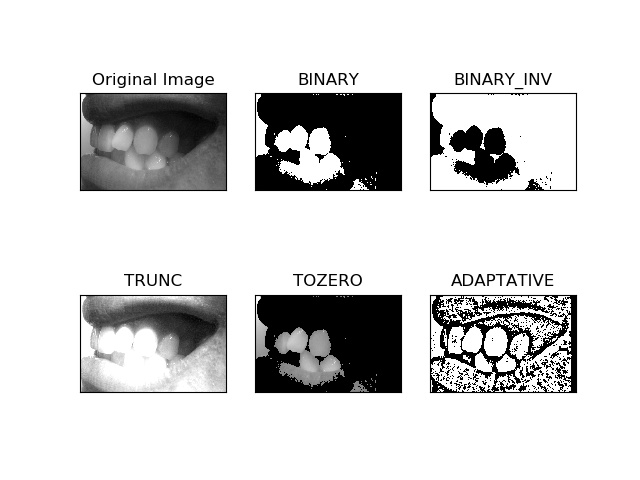 Original Image
BINARY
BINARY_INV
TRUNC
TOZERO
ADAPTATIVE